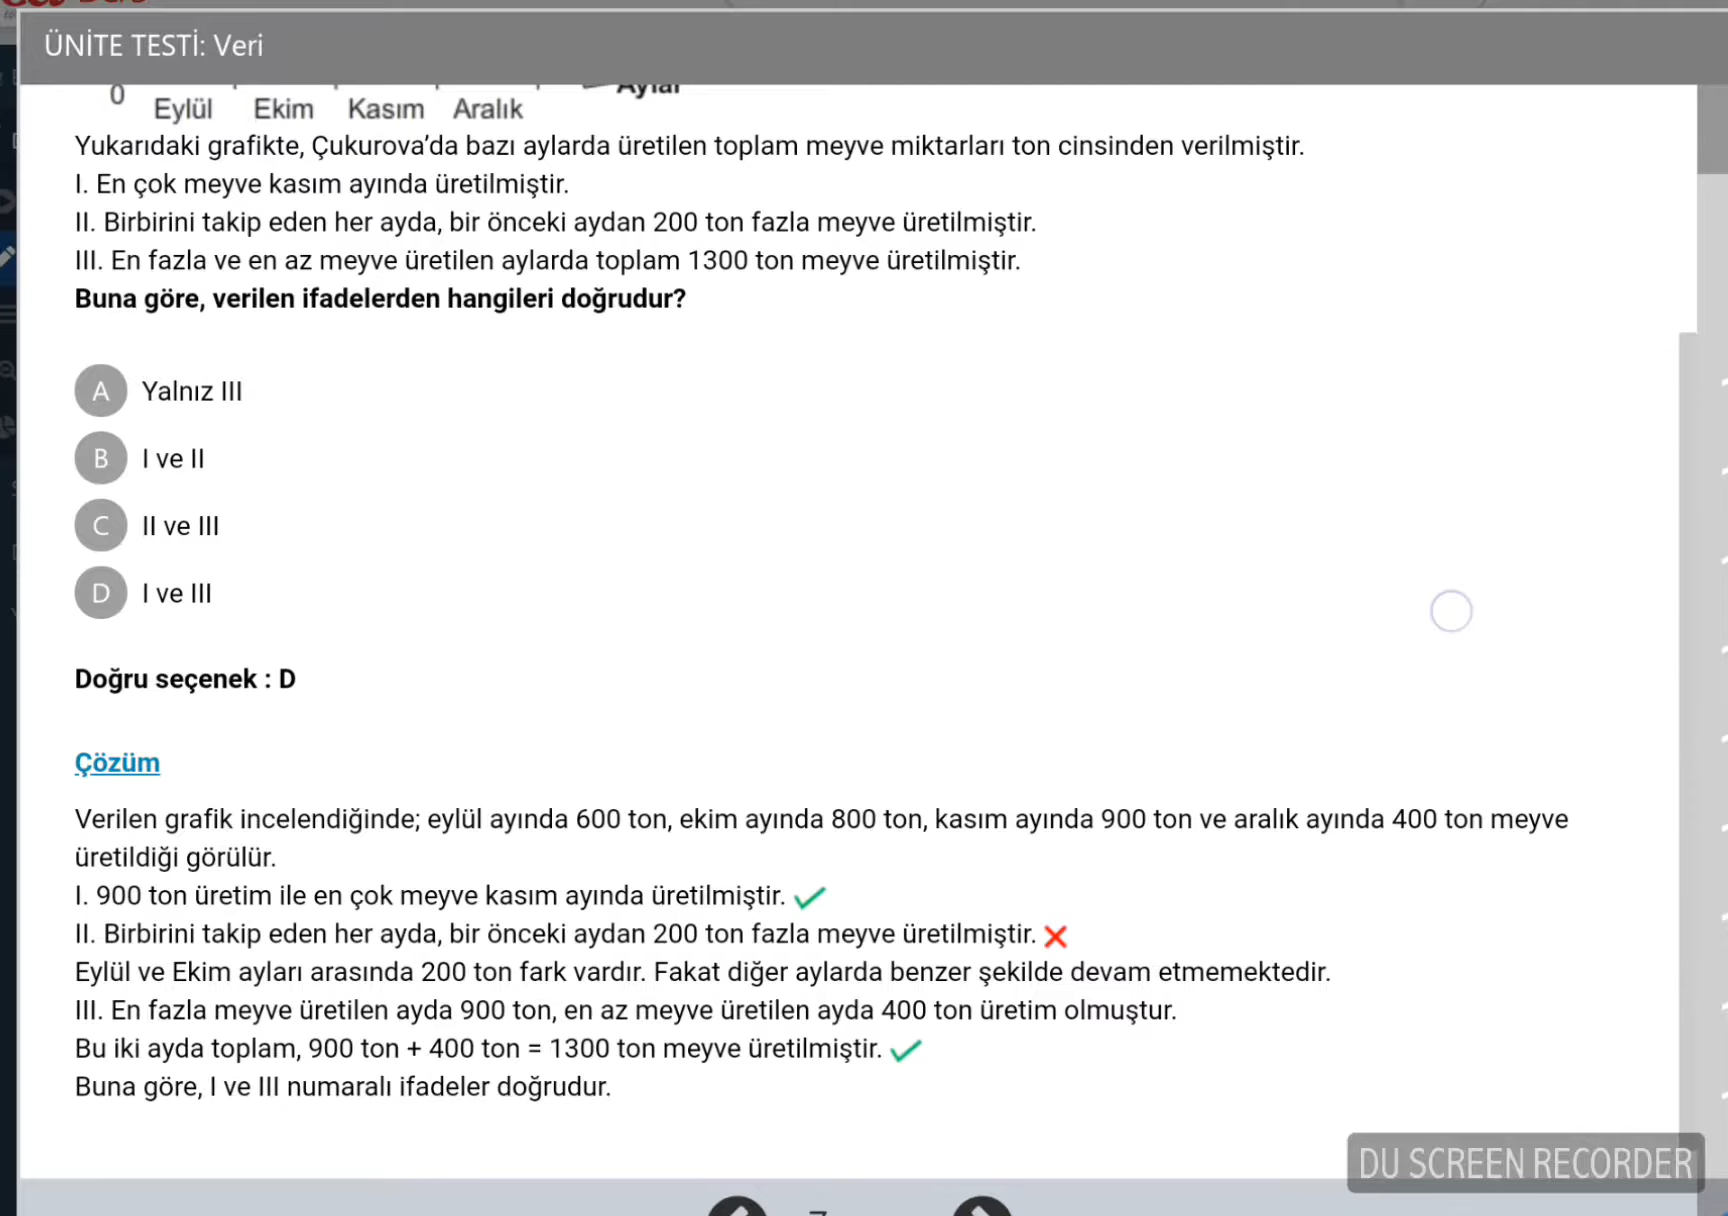 ÜNİTE TESTİ: Veri
0
Aylar
Eylül Ekim Kasım Aralık
Yukarıdaki grafikte, Çukurova’da bazı aylarda üretilen toplam meyve miktarları ton cinsinden verilmiştir.
I. En çok meyve kasım ayında üretilmiştir.
II. Birbirini takip eden her ayda, bir önceki aydan 200 ton fazla meyve üretilmiştir.
III. En fazla ve en az meyve üretilen aylarda toplam 1300 ton meyve üretilmiştir.
Buna göre, verilen ifadelerden hangileri doğrudur?
A Yalnız III
B I ve II
C II ve III
D I ve III
Doğru seçenek : D
Çözüm
Verilen grafik incelendiğinde; eylül ayında 600 ton, ekim ayında 800 ton, kasım ayında 900 ton ve aralık ayında 400 ton meyve
üretildiği görülür.
I. 900 ton üretim ile en çok meyve kasım ayında üretilmiştir.
II. Birbirini takip eden her ayda, bir önceki aydan 200 ton fazla meyve üretilmiştir.
Eylül ve Ekim ayları arasında 200 ton fark vardır. Fakat diğer aylarda benzer şekilde devam etmemektedir.
III. En fazla meyve üretilen ayda 900 ton, en az meyve üretilen ayda 400 ton üretim olmuştur.
Bu iki ayda toplam, 900 ton + 400 ton = 1300 ton meyve üretilmiştir.
Buna göre, I ve III numaralı ifadeler doğrudur.
DU SCREEN RECORDER